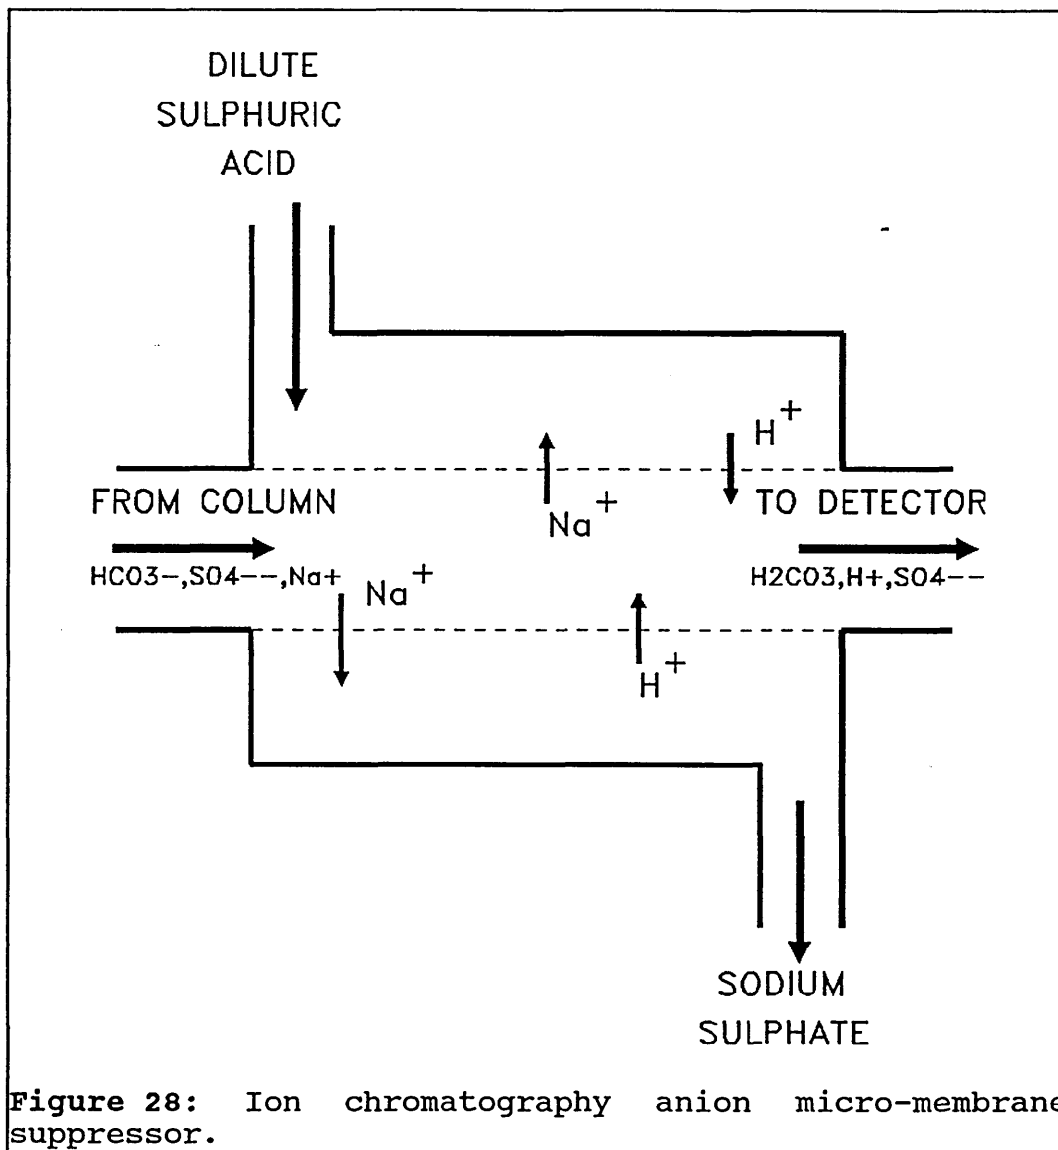 DILUTE
SULPHURIC
ACID
H+
FROM COLUMN
Na+
TO DETECTOR
HCO3-,SO4--,Na+
Na+
H2CO3,H+,SO4--
H+
SODIUM
SULPHATE
Figure 28: Ion chromatography anion micro-membrane
suppressor.